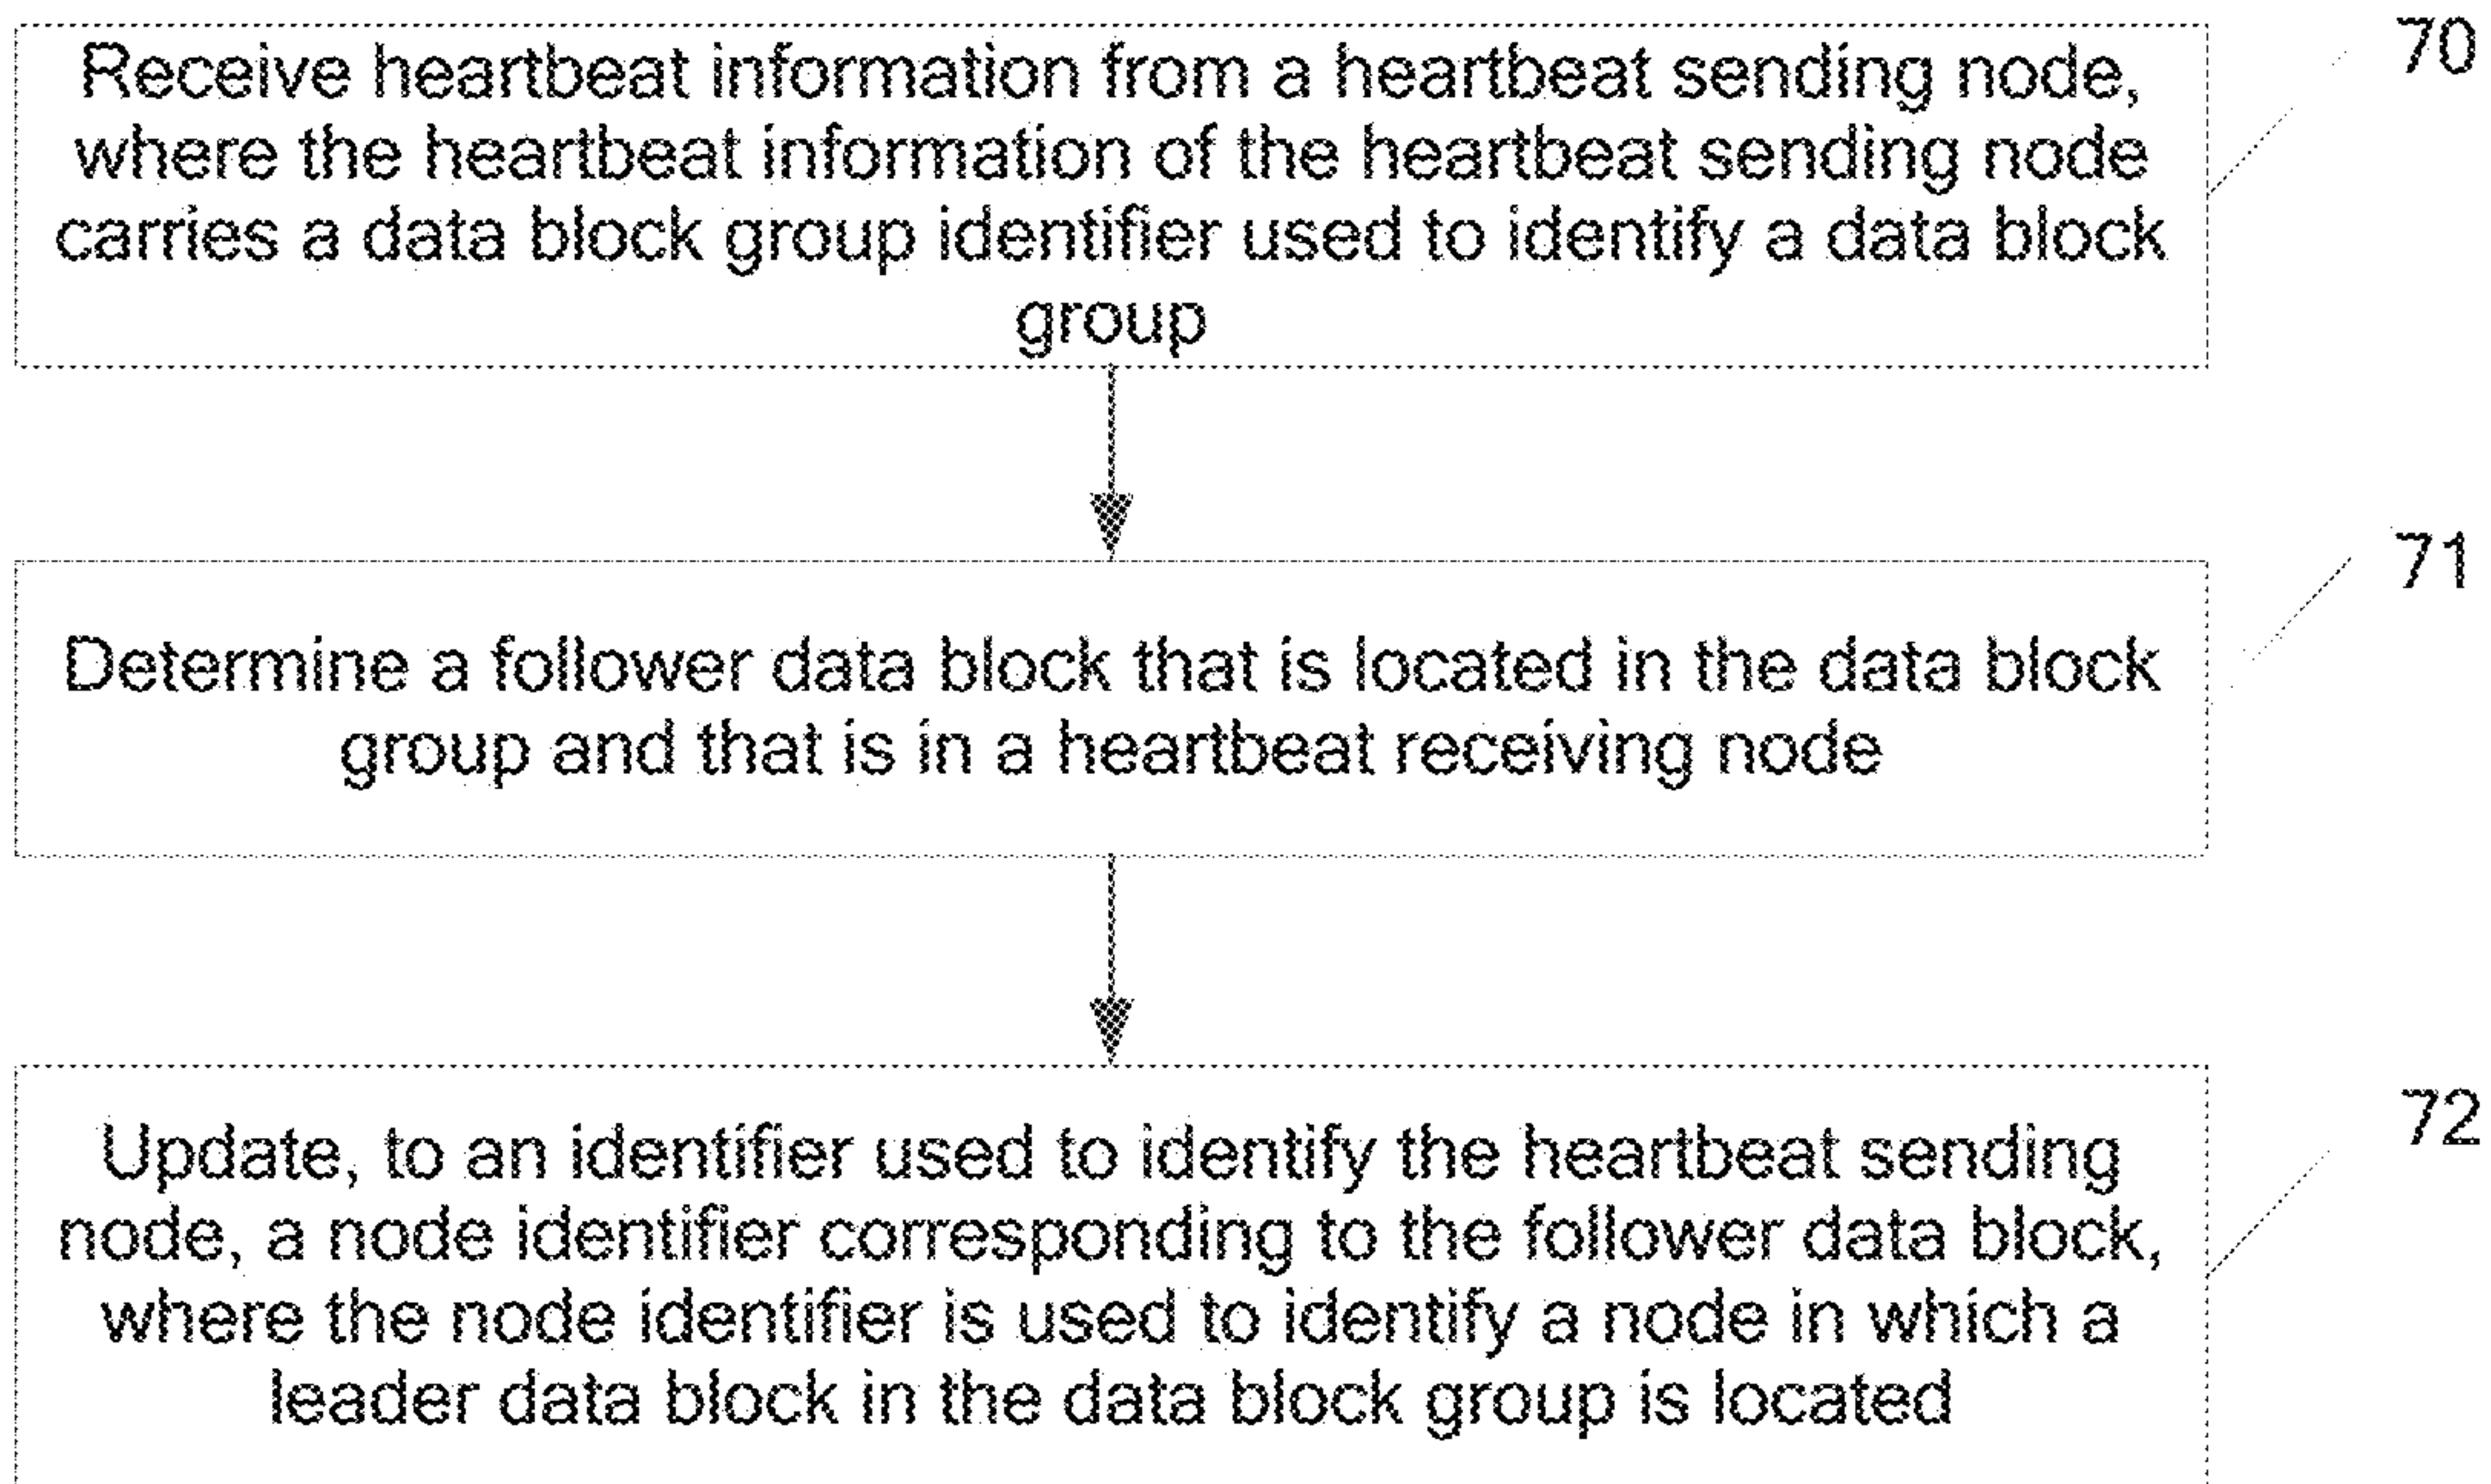 Receive heartbeat information from a heartbeat sending node,
where the heartbeat information of the heartbeat sending node
carries a data block group identifier used to identify a data block
group
70
Determine a follower data block that is located in the data block
group and that is in a heartbeat receiving node
71
Update, to an identifier used to identify the heartbeat sending
node, a node identifier corresponding to the follower data block,
where the node identifier is used to identify a node in which a
leader data block in the data block group is located
72